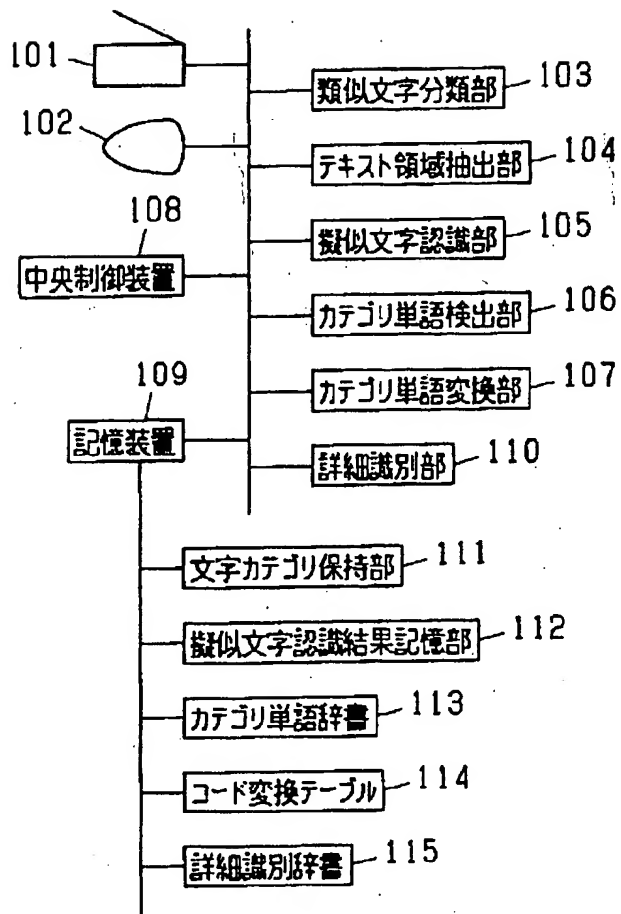 101
102
103
類似文字分類部
104
テキスト領域抽出部
105
擬似文字認識部
108
中央制御装置
106
カテゴリ単語検出部
107
カテゴリ単語変換部
109
記憶装置
110
詳細識別部
111
文字カテゴリ保持部
112
擬似文字認識結果記憶部
113
カテゴリ単語辞書
114
コード変換テーブル
115
詳細識別辞書